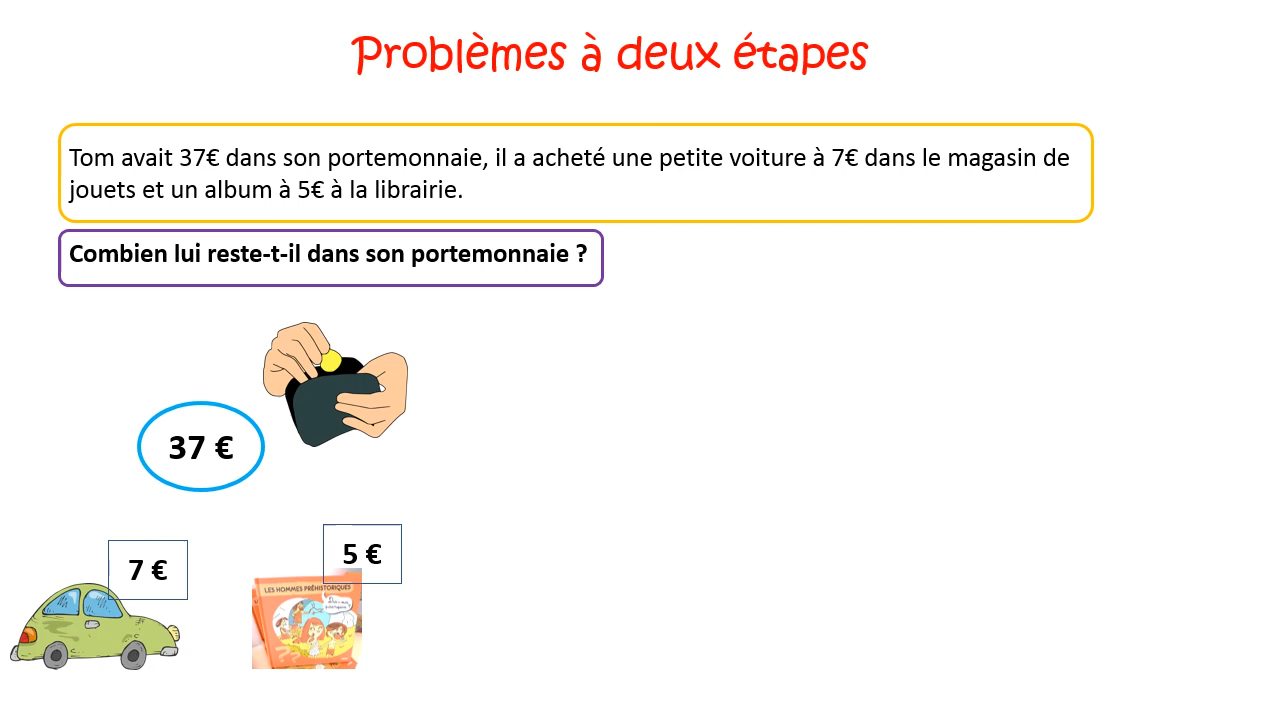 Problèmes à deux étapes
Tom avait 37€ dans son portemonnaie, il a acheté une petite voiture à 7€ dans le magasin de
jouets et un album à 5€ à la librairie.
Combien lui reste-t-il dans son portemonnaie ?
37 €
7 €
5 €
LES HOMMES PRÉHISTORIQUES